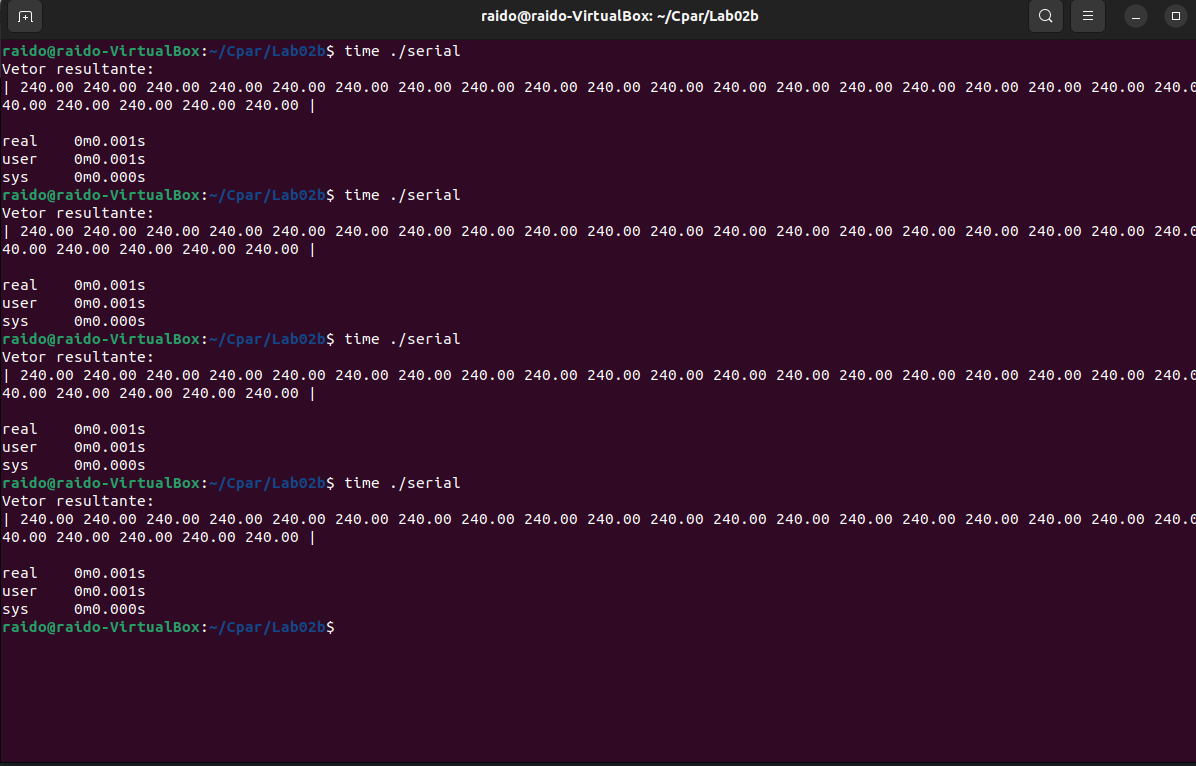 raido@raido-VirtualBox: ~/Cpar/Lab02b
raido@raido-VirtualBox:~/Cpar/Lab02b$ time ./serial
Vetor resultante:
| 240.00 240.00 240.00 240.00 240.00 240.00 240.00 240.00 240.00 240.00 240.00 240.00 240.00 240.00 240.00 240.00 240.00 240.00 240.0
40.00 240.00 240.00 240.00 240.00 |
real 0m0.001s
user 0m0.001s
sys 0m0.000s
raido@raido-VirtualBox:~/Cpar/Lab02b$ time ./serial
Vetor resultante:
| 240.00 240.00 240.00 240.00 240.00 240.00 240.00 240.00 240.00 240.00 240.00 240.00 240.00 240.00 240.00 240.00 240.00 240.00 240.0
40.00 240.00 240.00 240.00 240.00 |
real 0m0.001s
user 0m0.001s
sys 0m0.000s
raido@raido-VirtualBox:~/Cpar/Lab02b$ time ./serial
Vetor resultante:
| 240.00 240.00 240.00 240.00 240.00 240.00 240.00 240.00 240.00 240.00 240.00 240.00 240.00 240.00 240.00 240.00 240.00 240.00 240.0
40.00 240.00 240.00 240.00 240.00 |
real 0m0.001s
user 0m0.001s
sys 0m0.000s
raido@raido-VirtualBox:~/Cpar/Lab02b$ time ./serial
Vetor resultante:
| 240.00 240.00 240.00 240.00 240.00 240.00 240.00 240.00 240.00 240.00 240.00 240.00 240.00 240.00 240.00 240.00 240.00 240.00 240.0
40.00 240.00 240.00 240.00 240.00 |
real 0m0.001s
user 0m0.001s
sys 0m0.000s
raido@raido-VirtualBox:~/Cpar/Lab02b$